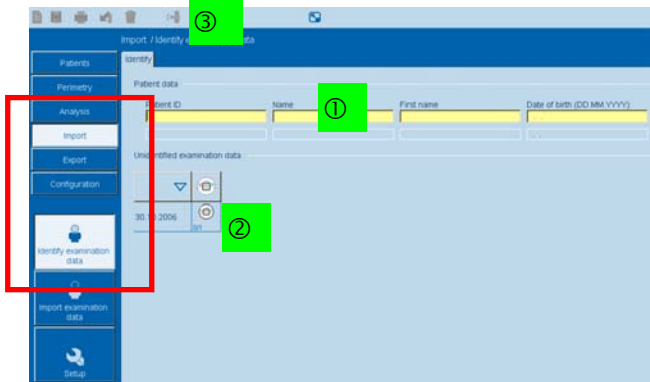 ③
Import / Identify e data
Patients
Perimetry
Analysis
Import
Export
Configuration
Identify examination
data
Import examination
data
Setup
Identify
Patient data
Patient ID Name First name Date of birth (DD.MM.YYYY)
①
Unidentified examination data
30.10.2006
0/1
②